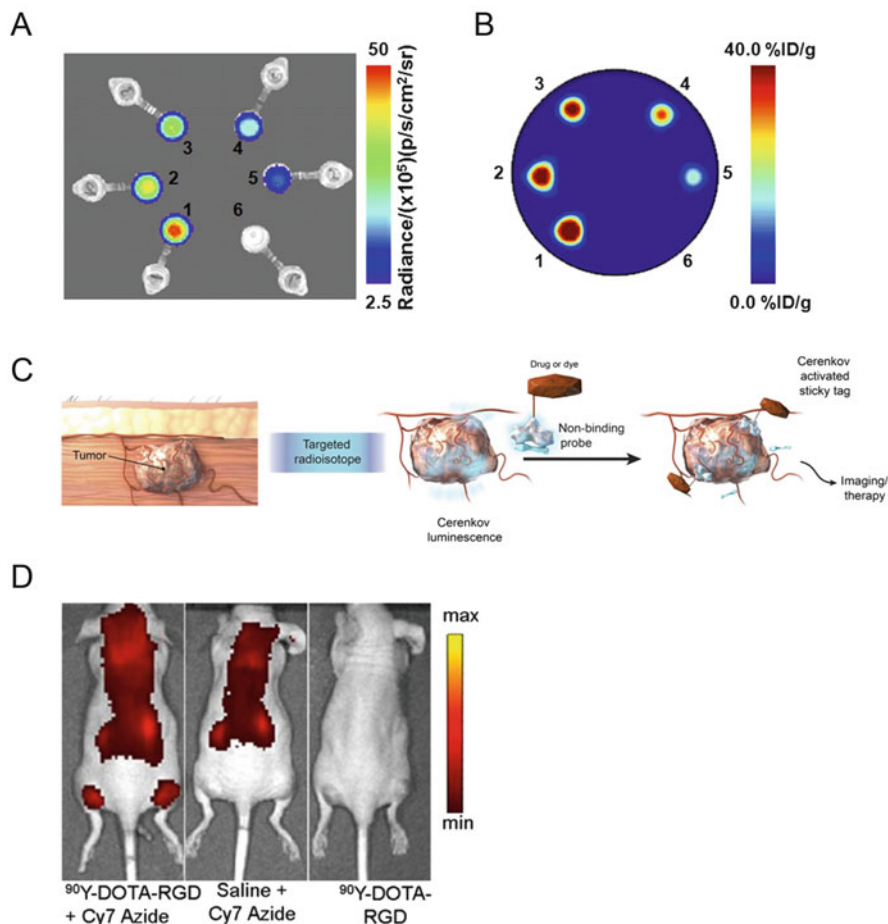 A
50
Radiance/(x10⁵)(p/s/cm²/sr)
2.5
1
2
3
4
5
6
B
40.0 %ID/g
0.0 %ID/g
1
2
3
4
5
6
C
Tumor
Targeted
radioisotope
Cerenkov
luminescence
Drug or dye
Non-binding
probe
Cerenkov
activated
sticky tag
Imaging/
therapy
D
max
min
⁹⁰Y-DOTA-RGD
+ Cy7 Azide
Saline +
Cy7 Azide
⁹⁰Y-DOTA-
RGD